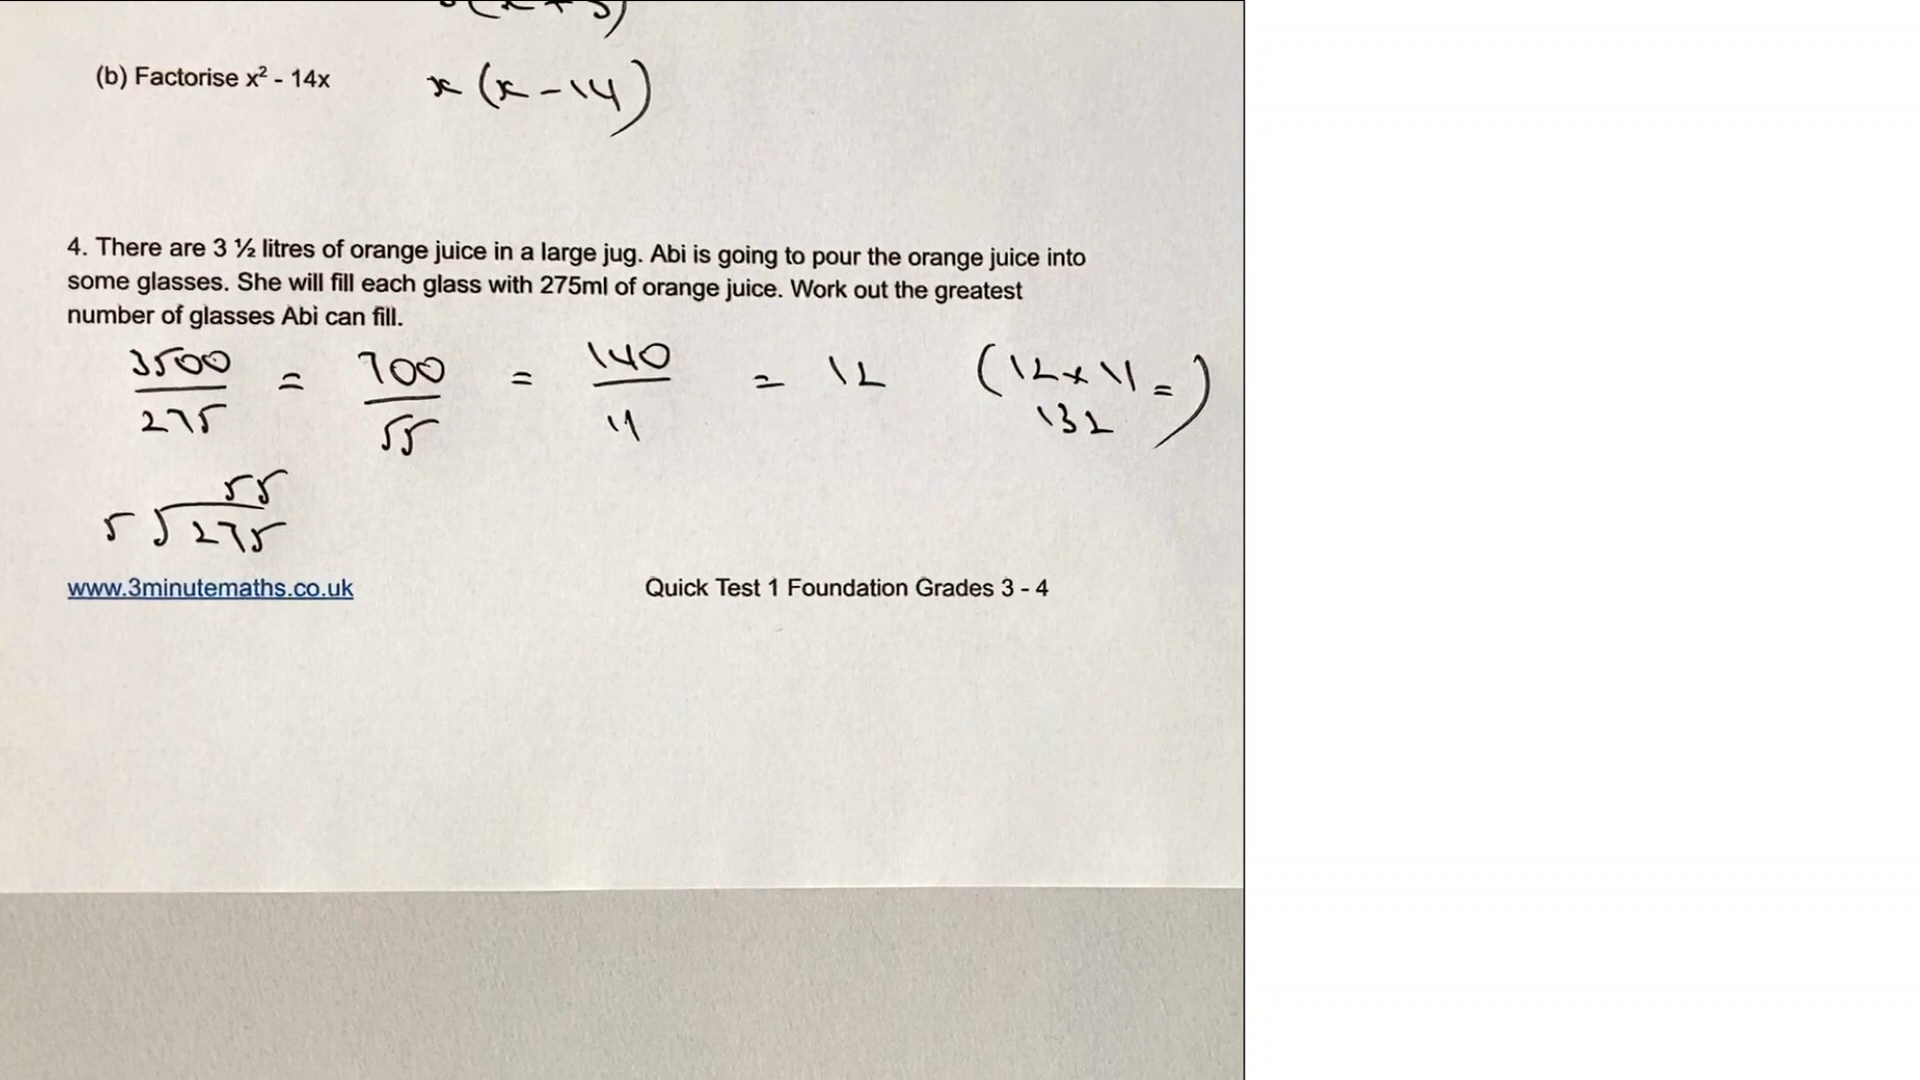 (x + 5)
(b) Factorise x² - 14x x (x - 14)
4. There are 3 ½ litres of orange juice in a large jug. Abi is going to pour the orange juice into
some glasses. She will fill each glass with 275ml of orange juice. Work out the greatest
number of glasses Abi can fill.
3500/275 = 700/55 = 140/11 = 12 (12 x 11 = 132)
55
5 √275
www.3minutemaths.co.uk Quick Test 1 Foundation Grades 3 - 4